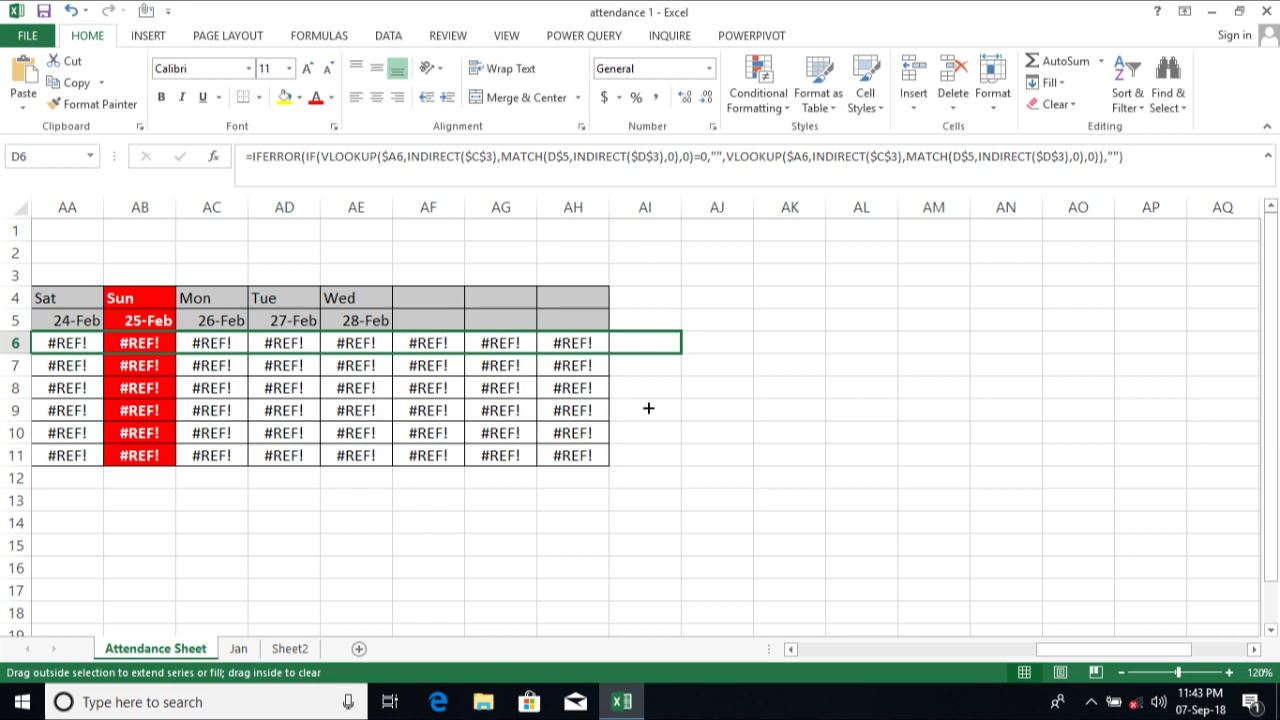 attendance 1 - Excel
? Sign in
FILE HOME INSERT PAGE LAYOUT FORMULAS DATA REVIEW VIEW POWER QUERY INQUIRE POWERPIVOT
Paste Cut Copy Format Painter
Calibri 11 A A B I U A
Wrap Text Merge & Center
General $ % ,
Conditional Formatting Format as Table Cell Styles
Insert Delete Format
AutoSum Fill Clear Sort & Filter Find & Select
Clipboard Font Alignment Number Styles Cells Editing
D6 fx =IFERROR(IF(VLOOKUP($A6,INDIRECT($C$3),MATCH(D$5,INDIRECT($D$3),0),0)=0,"",VLOOKUP($A6,INDIRECT($C$3),MATCH(D$5,INDIRECT($D$3),0),0)),"")
AA AB AC AD AE AF AG AH AI AJ AK AL AM AN AO AP AQ
1
2
3
4 Sat Sun Mon Tue Wed
5 24-Feb 25-Feb 26-Feb 27-Feb 28-Feb
6 #REF! #REF! #REF! #REF! #REF! #REF! #REF! #REF!
7 #REF! #REF! #REF! #REF! #REF! #REF! #REF! #REF!
8 #REF! #REF! #REF! #REF! #REF! #REF! #REF! #REF!
9 #REF! #REF! #REF! #REF! #REF! #REF! #REF! #REF!
10 #REF! #REF! #REF! #REF! #REF! #REF! #REF! #REF!
11 #REF! #REF! #REF! #REF! #REF! #REF! #REF! #REF!
12
13
14
15
16
17
18
19
Attendance Sheet Jan Sheet2
Drag outside selection to extend series or fill; drag inside to clear 120%
Type here to search
11:43 PM
07-Sep-18